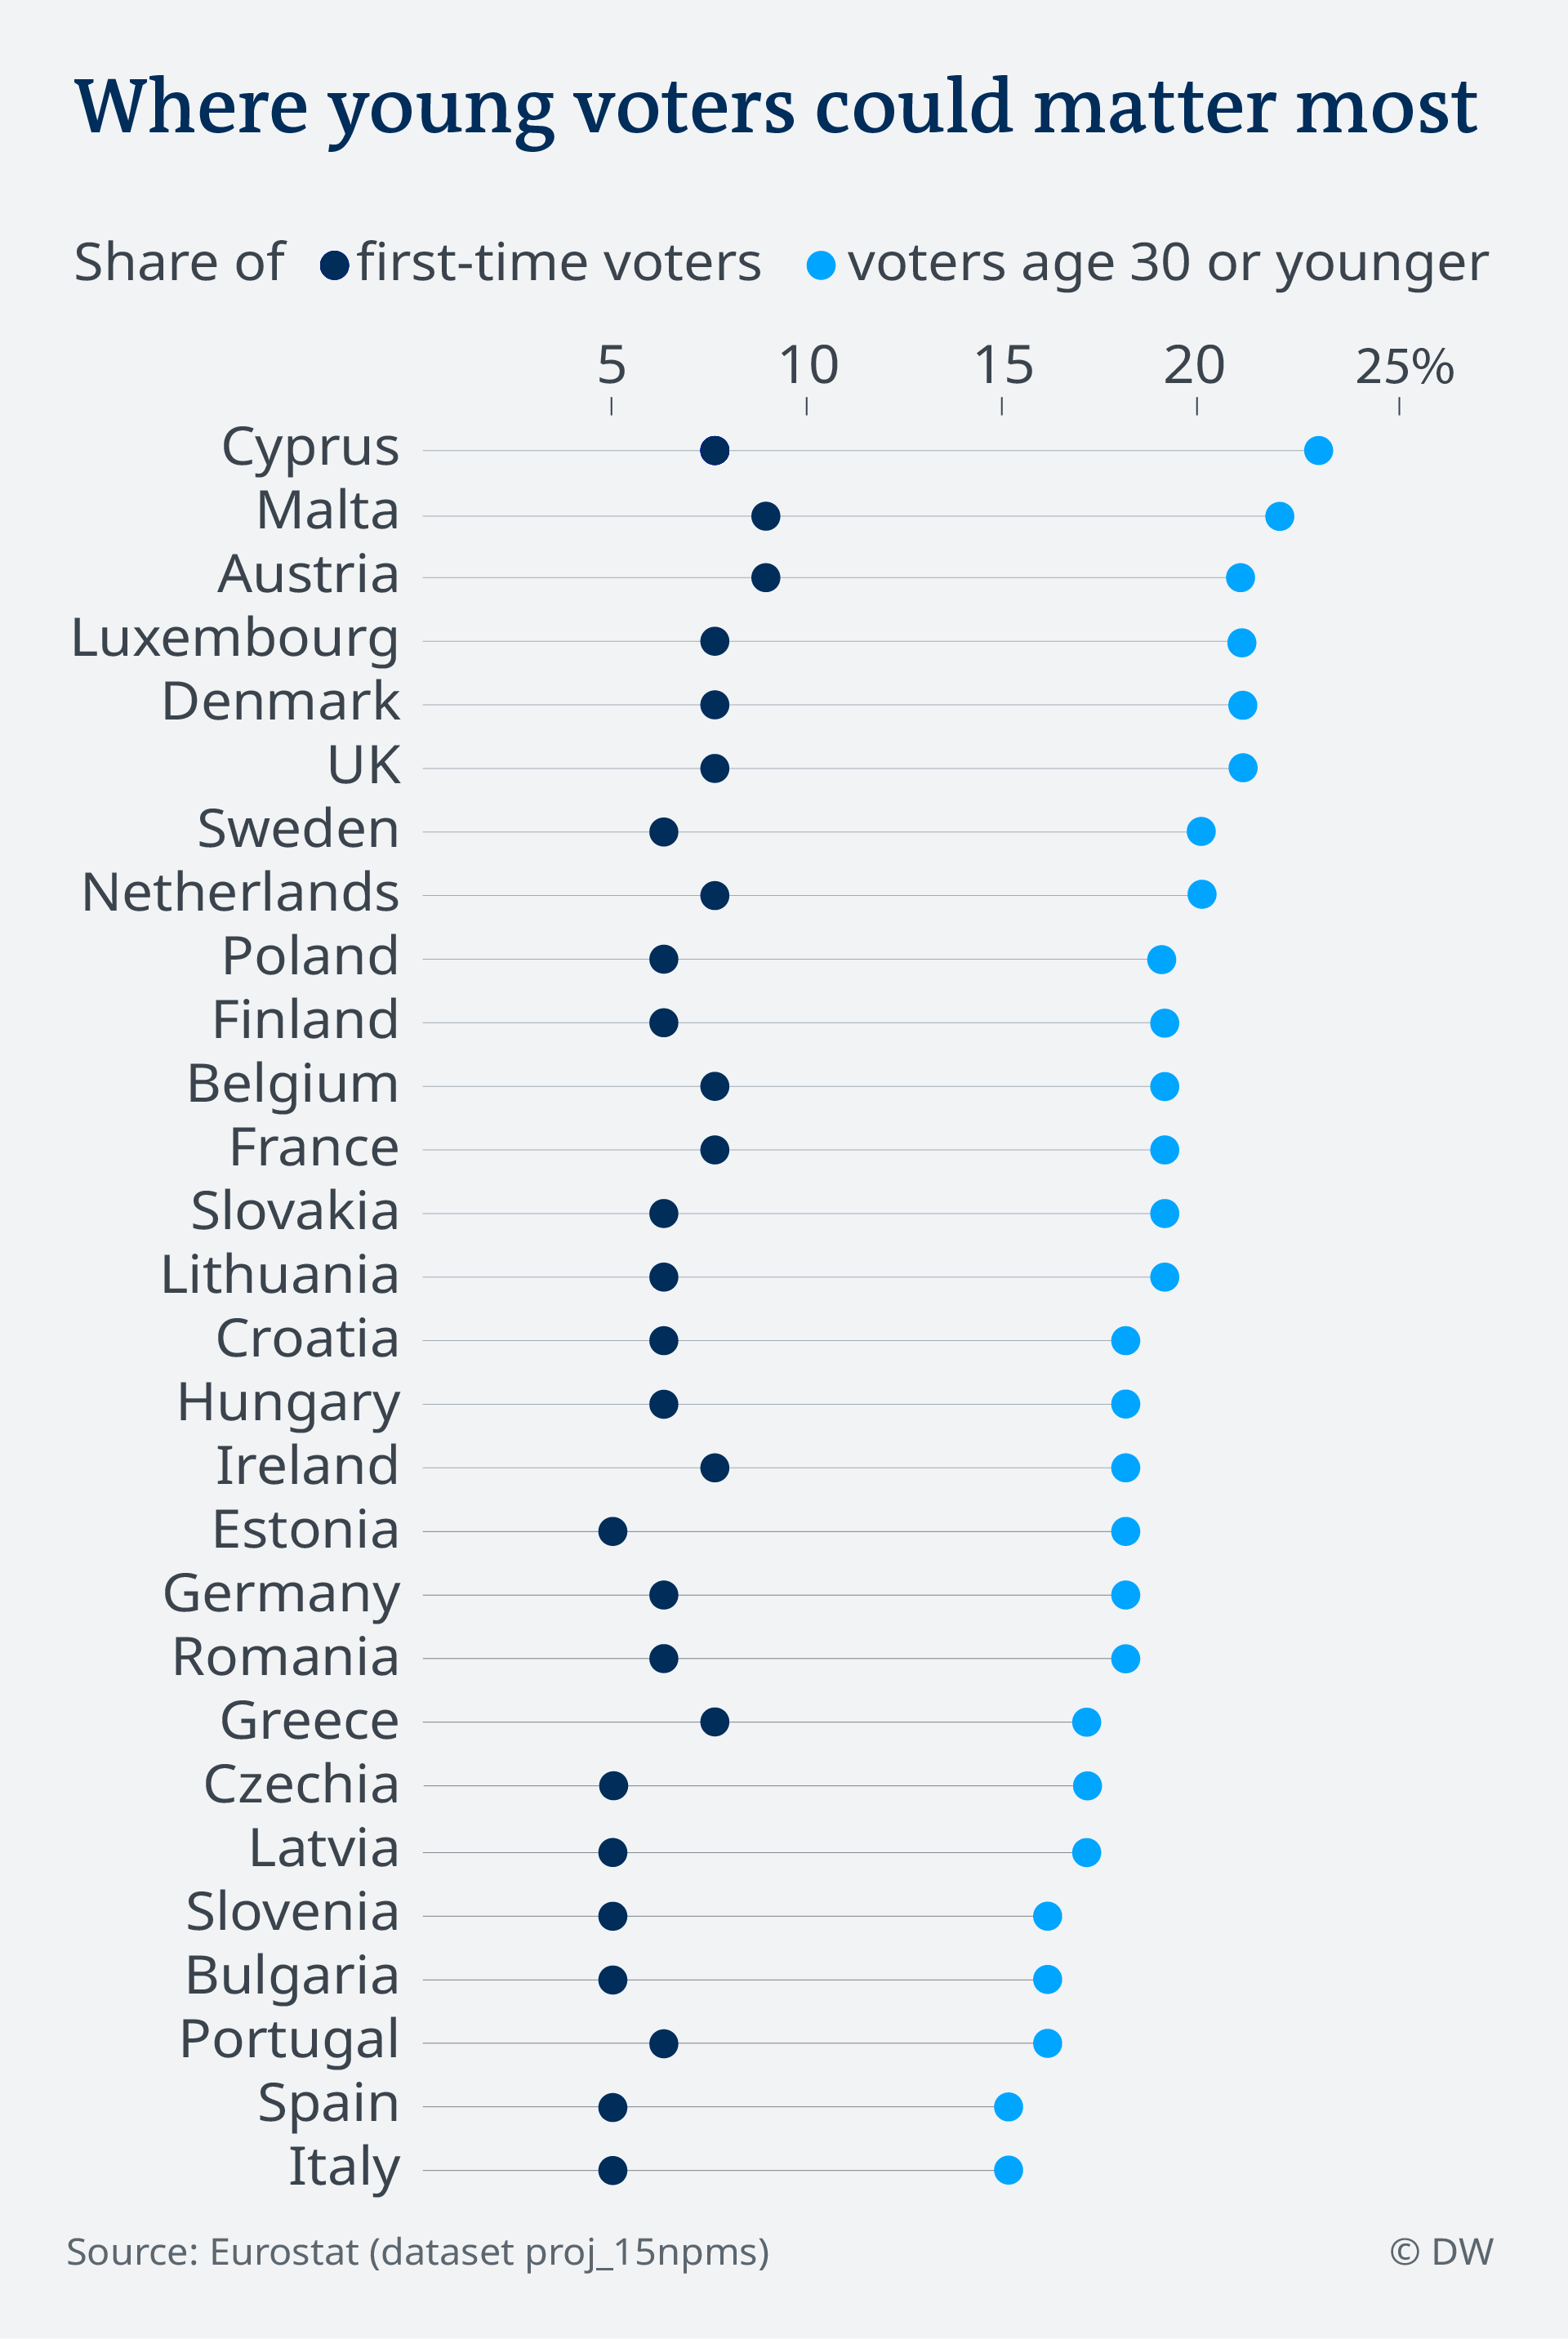 Where young voters could matter most
Share of first-time voters voters age 30 or younger
5 10 15 20 25%
Cyprus
Malta
Austria
Luxembourg
Denmark
UK
Sweden
Netherlands
Poland
Finland
Belgium
France
Slovakia
Lithuania
Croatia
Hungary
Ireland
Estonia
Germany
Romania
Greece
Czechia
Latvia
Slovenia
Bulgaria
Portugal
Spain
Italy
Source: Eurostat (dataset proj_15npms) © DW